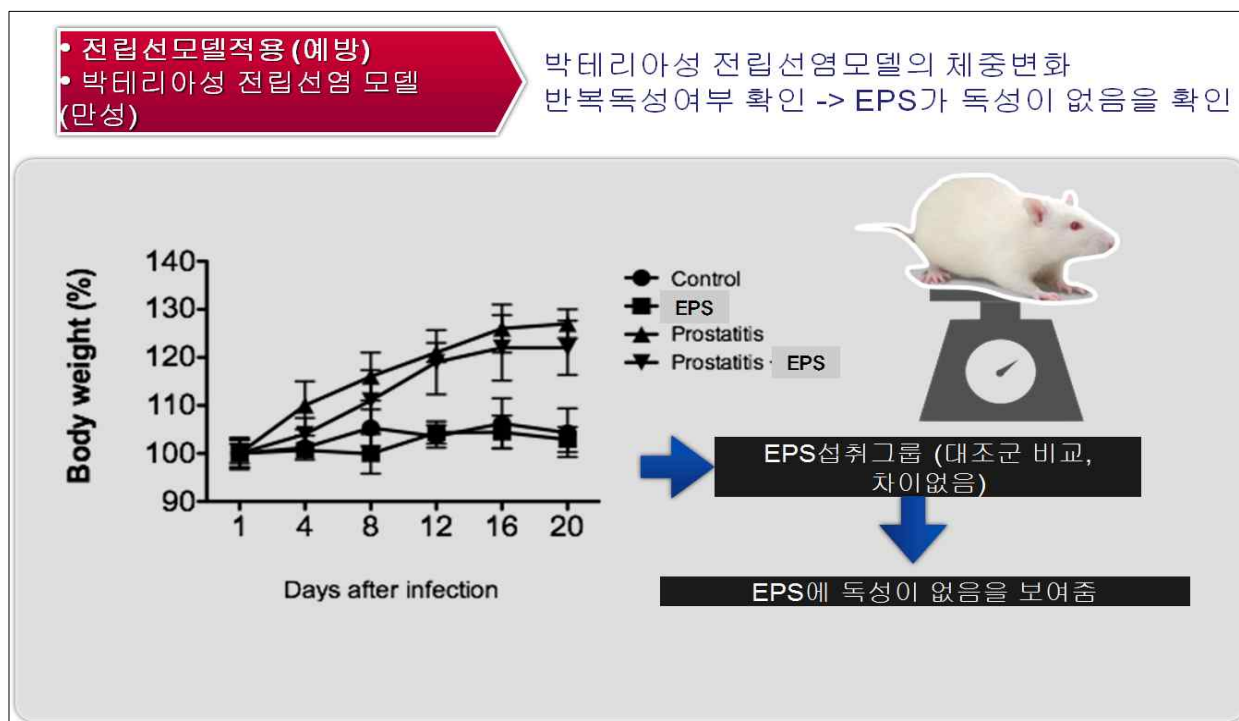 • 전립선모델적용 (예방)
• 박테리아성 전립선염 모델
(만성)
박테리아성 전립선염모델의 체중변화
반복독성여부 확인 -> EPS가 독성이 없음을 확인
Body weight (%)
140
130
120
110
100
90
1 4 8 12 16 20
Days after infection
Control
EPS
Prostatitis
Prostatitis EPS
EPS섭취그룹 (대조군 비교,
차이없음)
EPS에 독성이 없음을 보여줌